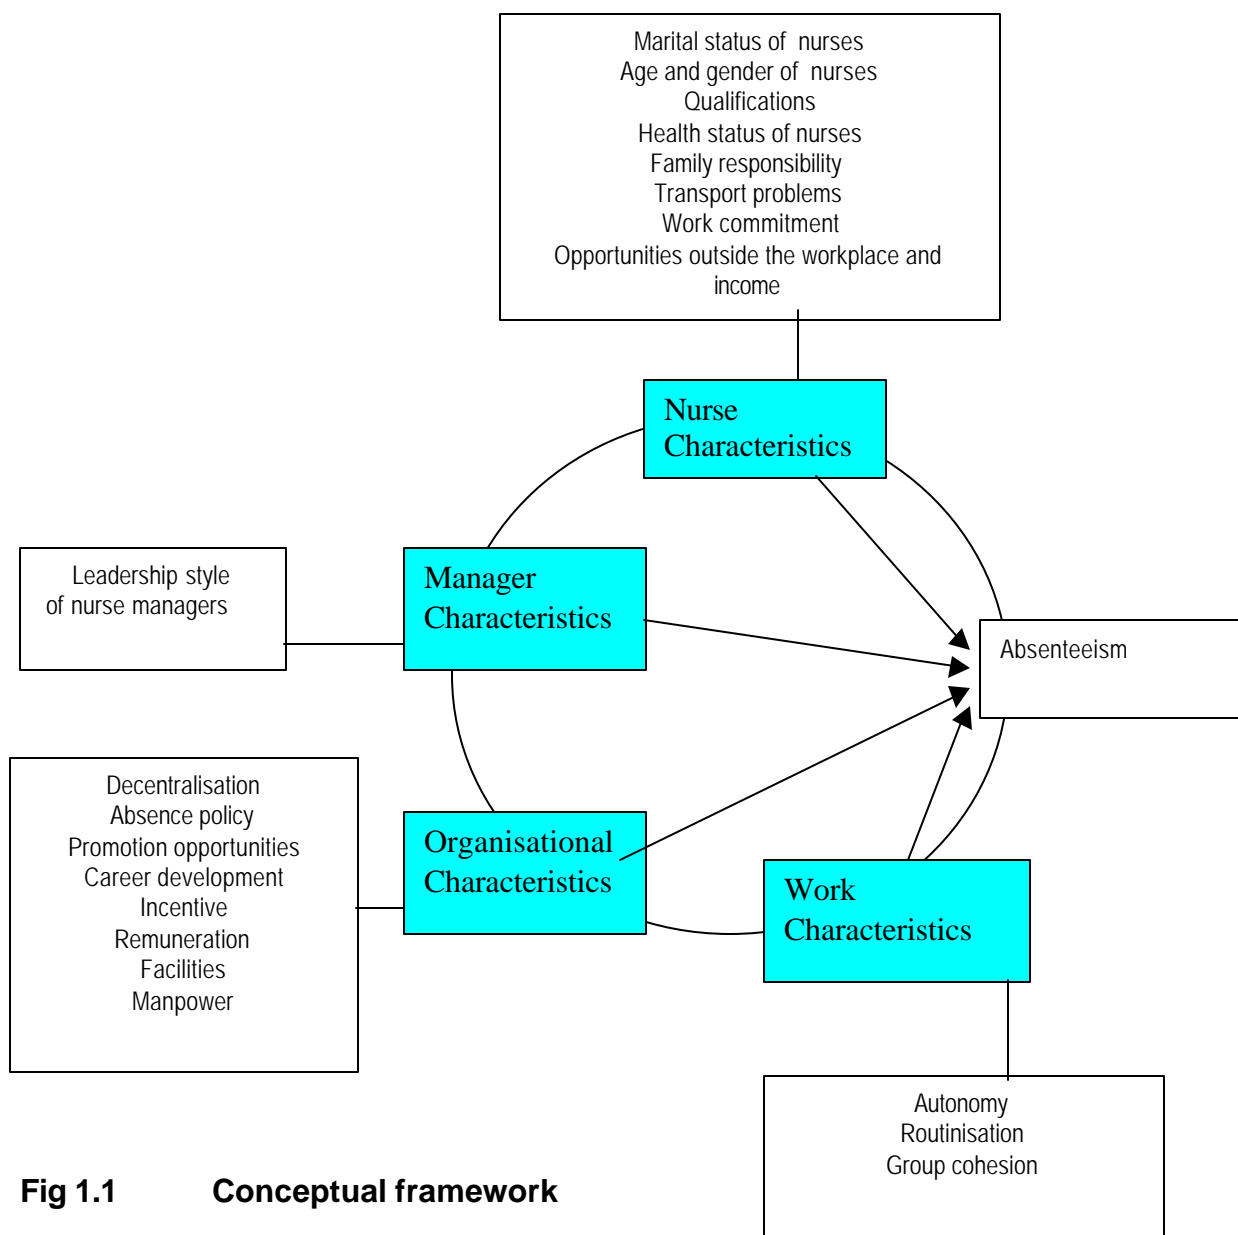 Marital status of nurses
Age and gender of nurses
Qualifications
Health status of nurses
Family responsibility
Transport problems
Work commitment
Opportunities outside the workplace and
income
Nurse
Characteristics
Leadership style
of nurse managers
Manager
Characteristics
Absenteeism
Decentralisation
Absence policy
Promotion opportunities
Career development
Incentive
Remuneration
Facilities
Manpower
Organisational
Characteristics
Work
Characteristics
Autonomy
Routinisation
Group cohesion
Fig 1.1 Conceptual framework